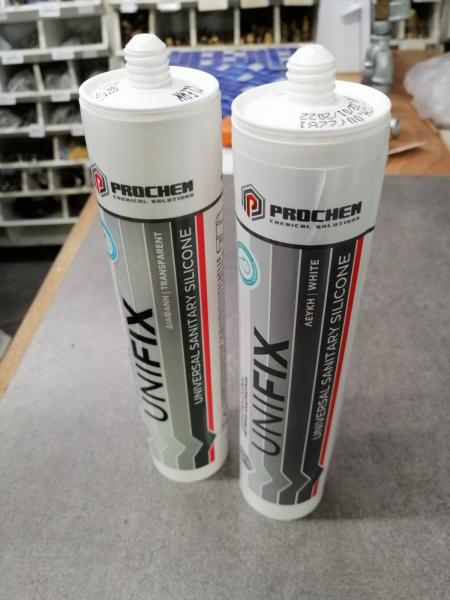 PROCHEM
CHEMICAL SOLUTIONS
ΔΙΑΦΑΝΗ | TRANSPARENT
UNIVERSAL SANITARY SILICONE
UNIFIX
PROCHEM
CHEMICAL SOLUTIONS
ΛΕΥΚΗ | WHITE
UNIVERSAL SANITARY SILICONE
UNIFIX